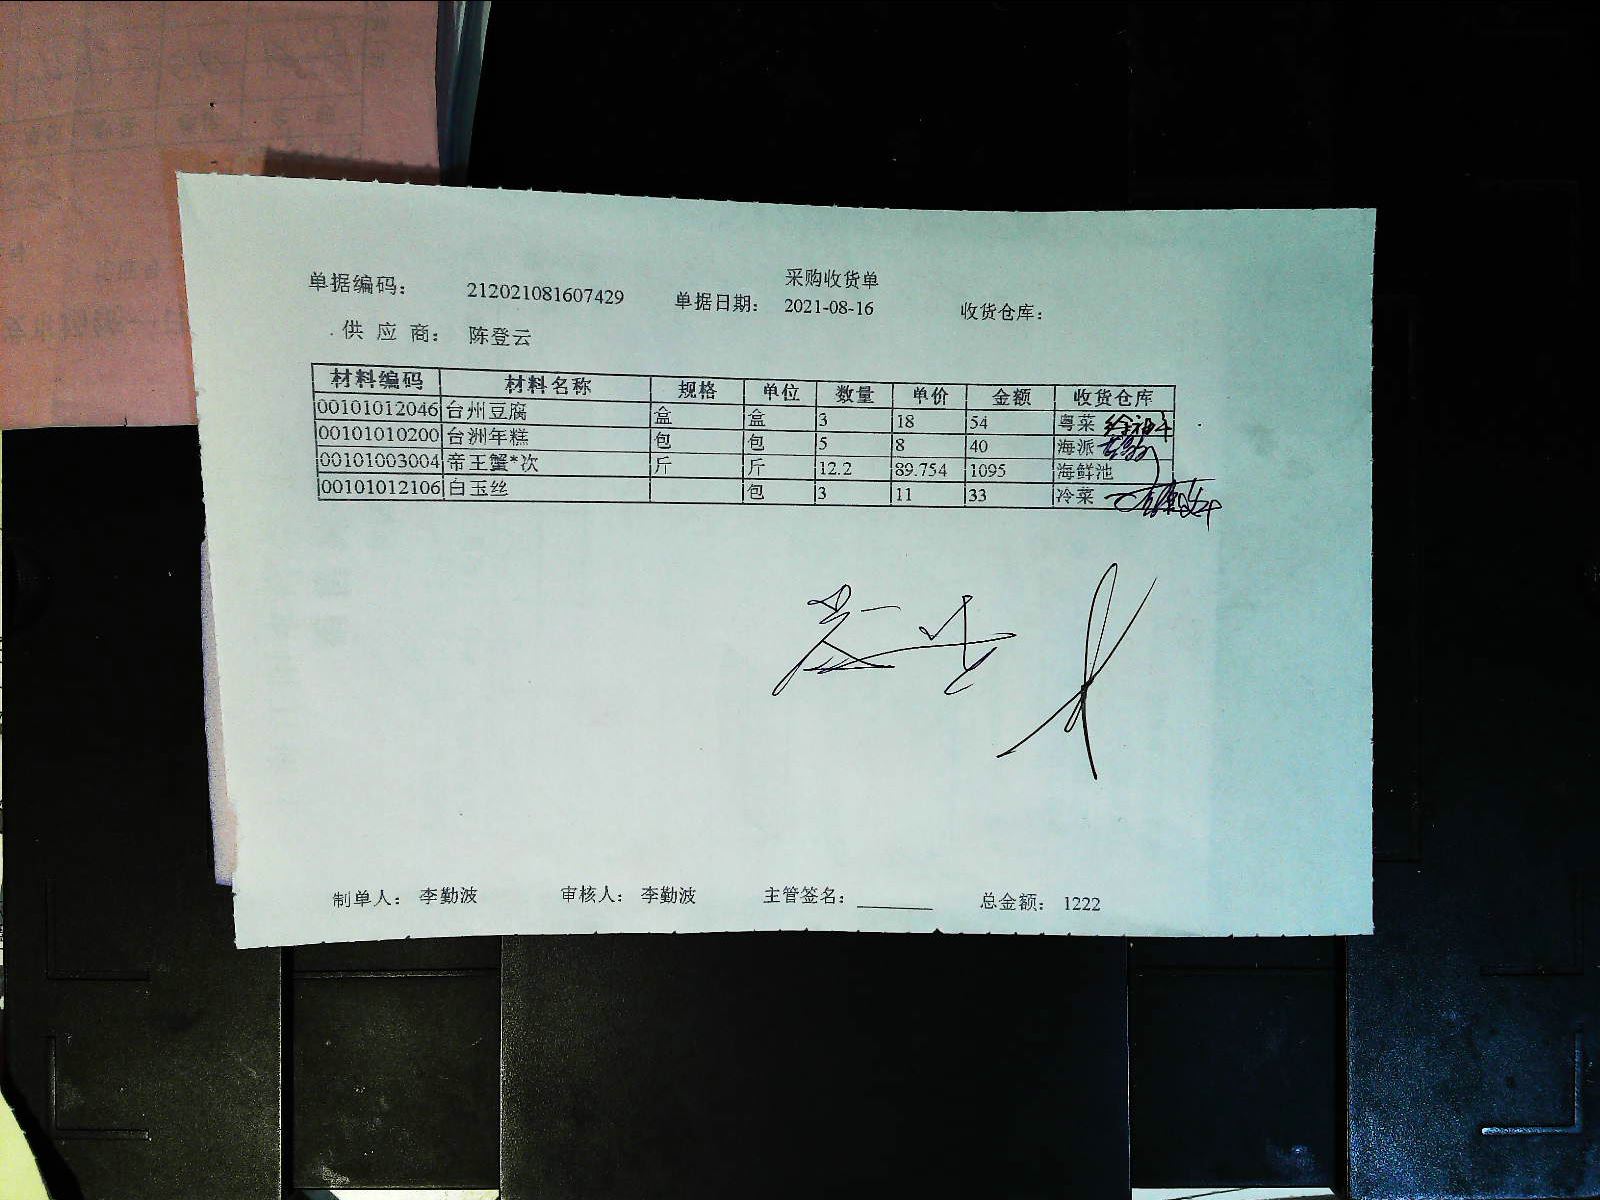 采购收货单
单据编码： 212021081607429 单据日期： 2021-08-16 收货仓库：
供 应 商： 陈登云
材料编码 材料名称 规格 单位 数量 单价 金额 收货仓库
00101012046 台州豆腐 盒 盒 3 18 54 粤菜
00101010200 台洲年糕 包 包 5 8 40 海派
00101003004 帝王蟹*次 斤 斤 12.2 89.754 1095 海鲜池
00101012106 白玉丝 包 3 11 33 冷菜
制单人： 李勤波 审核人： 李勤波 主管签名： 总金额： 1222